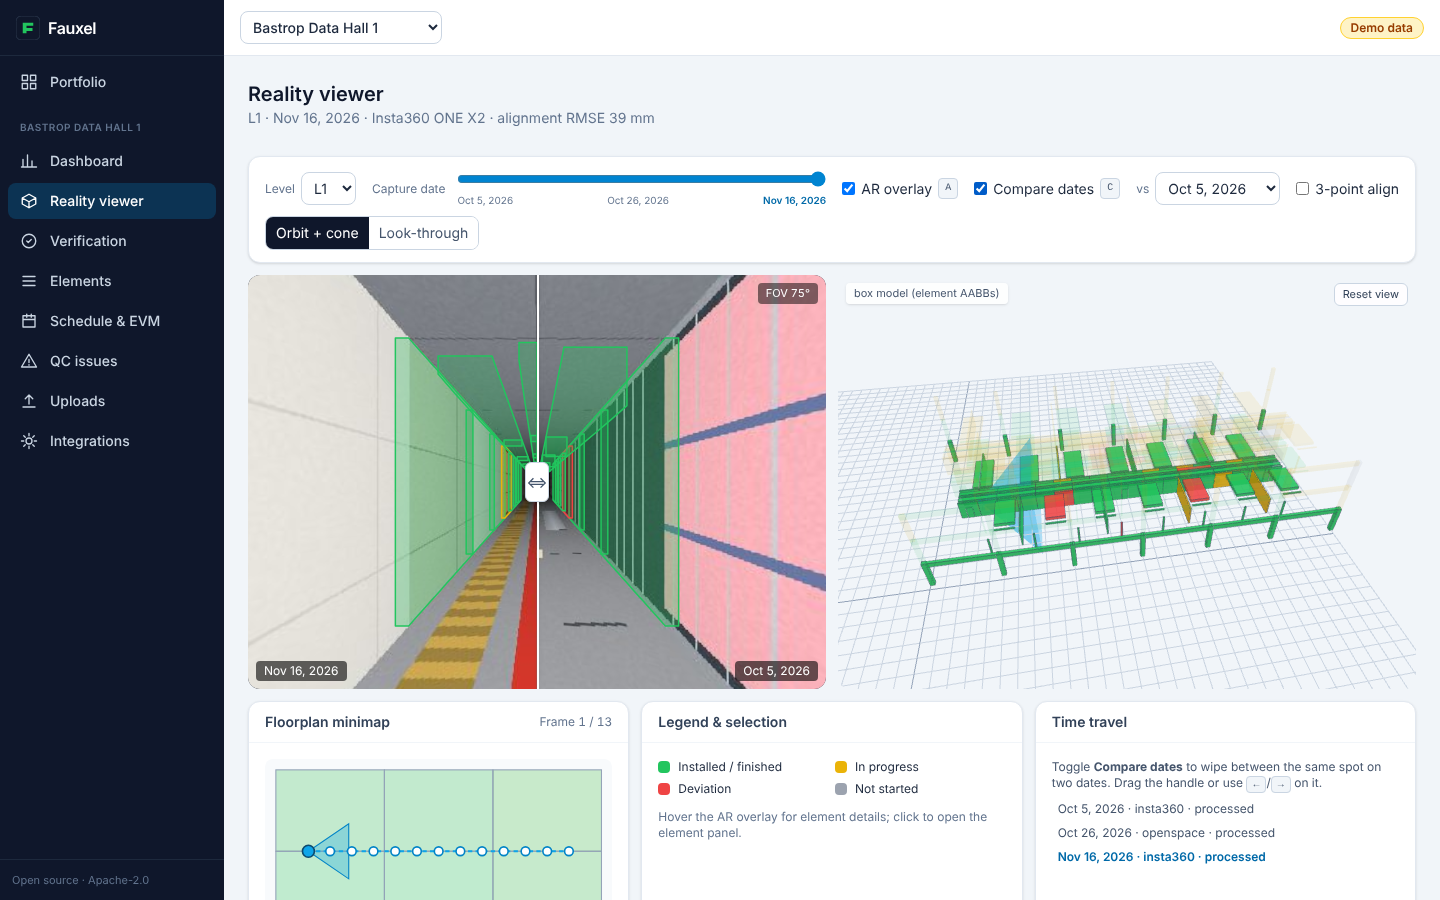 Fauxel
Bastrop Data Hall 1
Demo data
Portfolio
BASTROP DATA HALL 1
Dashboard
Reality viewer
Verification
Elements
Schedule & EVM
QC issues
Uploads
Integrations
Open source · Apache-2.0
Reality viewer
L1 · Nov 16, 2026 · Insta360 ONE X2 · alignment RMSE 39 mm
Level
L1
Capture date
Oct 5, 2026
Oct 26, 2026
Nov 16, 2026
AR overlay
A
Compare dates
C
vs
Oct 5, 2026
3-point align
Orbit + cone
Look-through
FOV 75°
Nov 16, 2026
Oct 5, 2026
box model (element AABBs)
Reset view
Floorplan minimap
Frame 1 / 13
Legend & selection
Installed / finished
In progress
Deviation
Not started
Hover the AR overlay for element details; click to open the
element panel.
Time travel
Toggle Compare dates to wipe between the same spot on
two dates. Drag the handle or use ← / → on it.
Oct 5, 2026 · insta360 · processed
Oct 26, 2026 · openspace · processed
Nov 16, 2026 · insta360 · processed